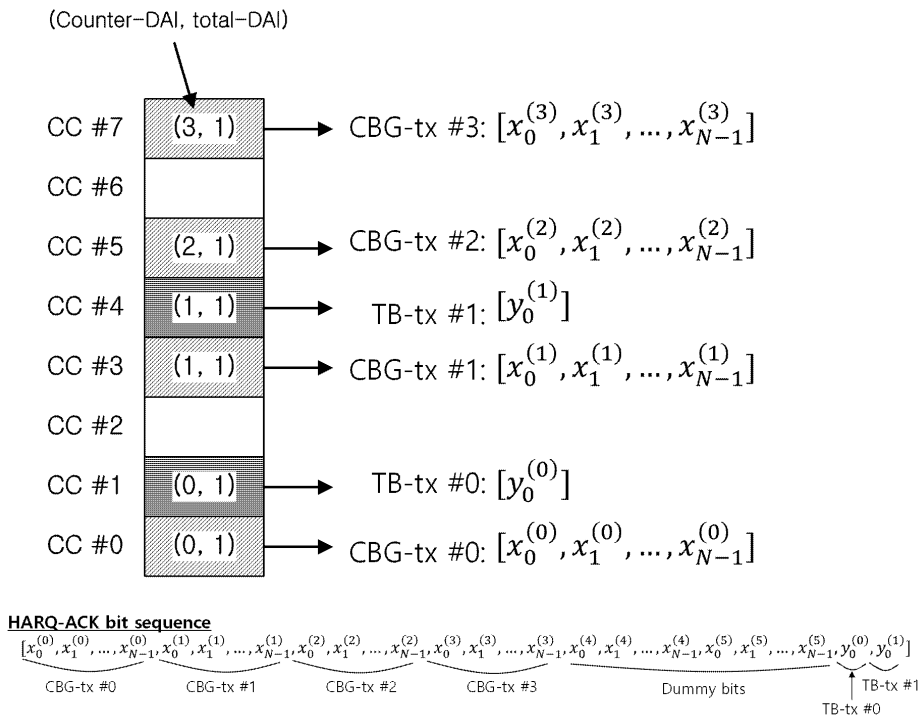 (Counter-DAI, total-DAI)
CC #7 (3, 1) CBG-tx #3: [x_0^{(3)}, x_1^{(3)}, ..., x_{N-1}^{(3)}]
CC #6
CC #5 (2, 1) CBG-tx #2: [x_0^{(2)}, x_1^{(2)}, ..., x_{N-1}^{(2)}]
CC #4 (1, 1) TB-tx #1: [y_0^{(1)}]
CC #3 (1, 1) CBG-tx #1: [x_0^{(1)}, x_1^{(1)}, ..., x_{N-1}^{(1)}]
CC #2
CC #1 (0, 1) TB-tx #0: [y_0^{(0)}]
CC #0 (0, 1) CBG-tx #0: [x_0^{(0)}, x_1^{(0)}, ..., x_{N-1}^{(0)}]
HARQ-ACK bit sequence
[x_0^{(0)}, x_1^{(0)}, ..., x_{N-1}^{(0)}, x_0^{(1)}, x_1^{(1)}, ..., x_{N-1}^{(1)}, x_0^{(2)}, x_1^{(2)}, ..., x_{N-1}^{(2)}, x_0^{(3)}, x_1^{(3)}, ..., x_{N-1}^{(3)}, x_0^{(4)}, x_1^{(4)}, ..., x_{N-1}^{(4)}, x_0^{(5)}, x_1^{(5)}, ..., x_{N-1}^{(5)}, y_0^{(0)}, y_0^{(1)}]
CBG-tx #0 CBG-tx #1 CBG-tx #2 CBG-tx #3 Dummy bits TB-tx #1
TB-tx #0